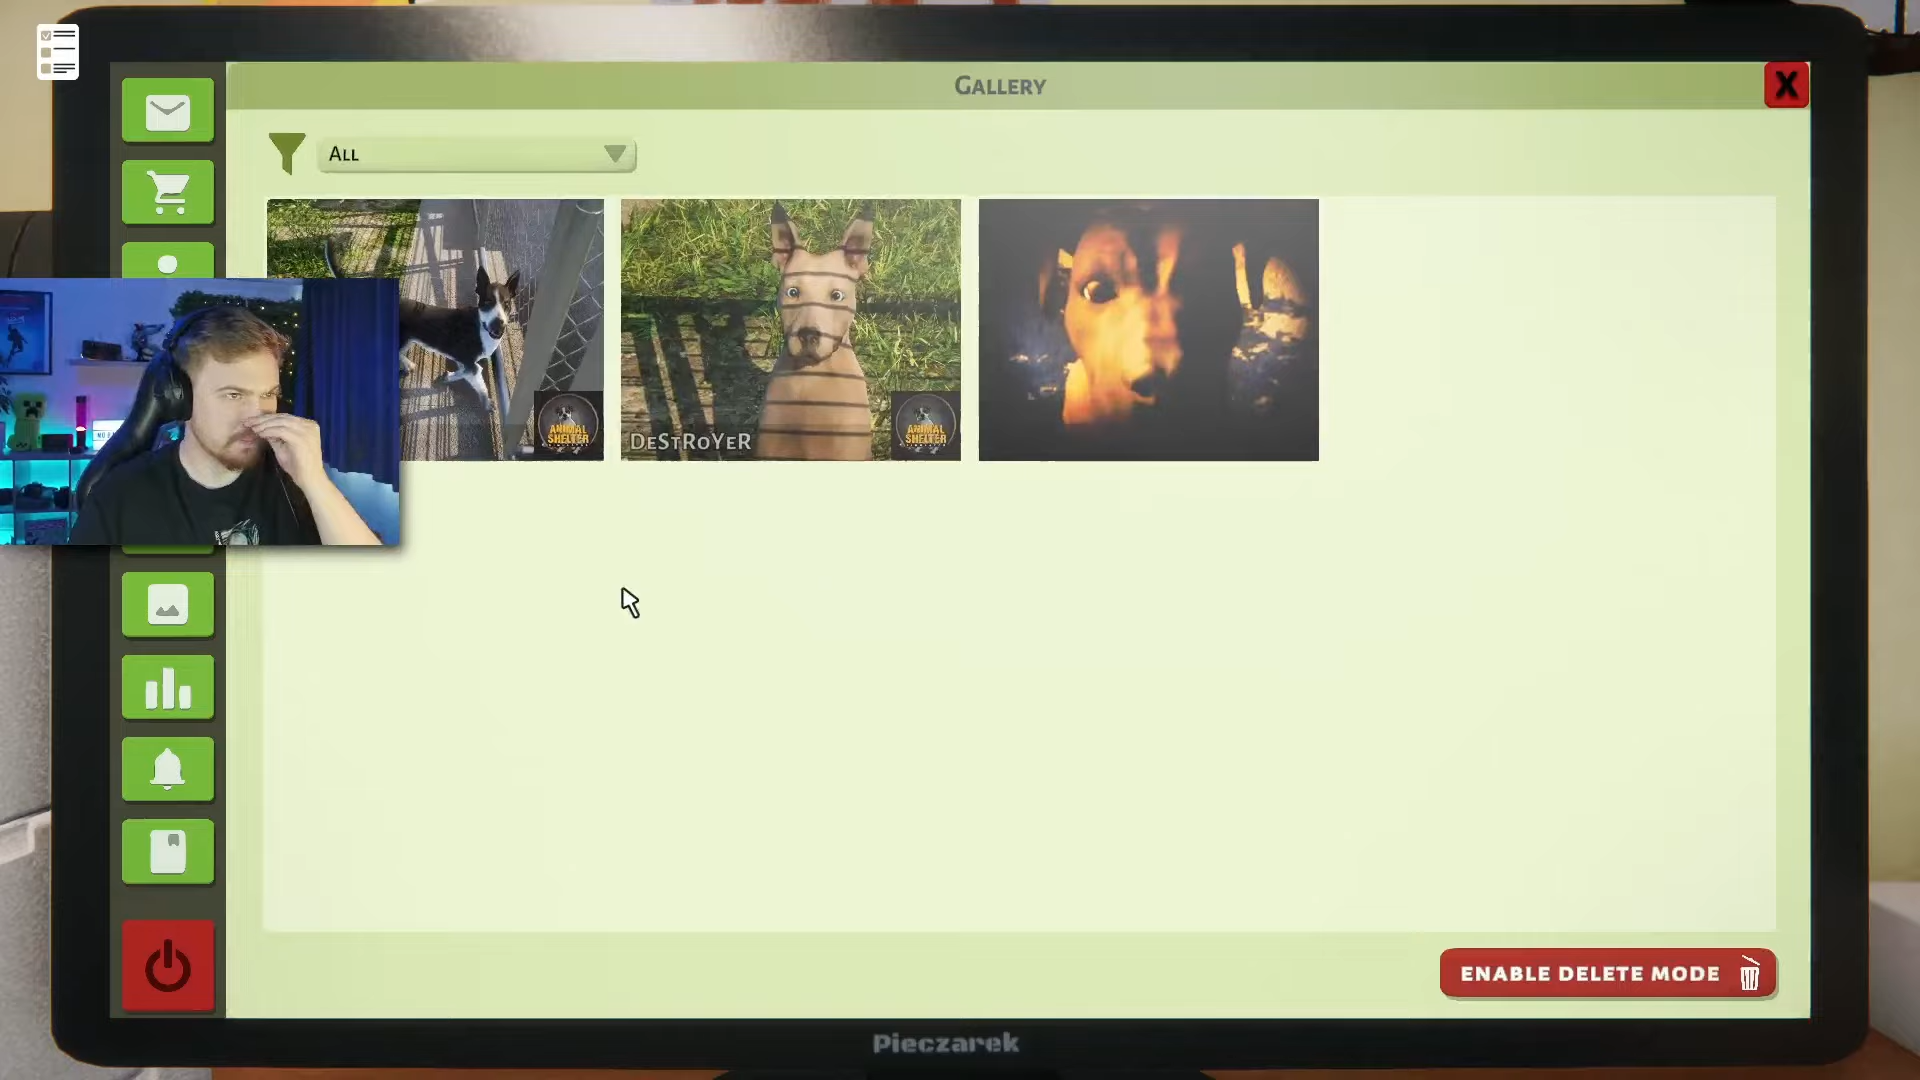 GALLERY
ALL
ANIMAL
SHELTER
DeStRoYeR
ANIMAL
SHELTER
ENABLE DELETE MODE
Pieczarek